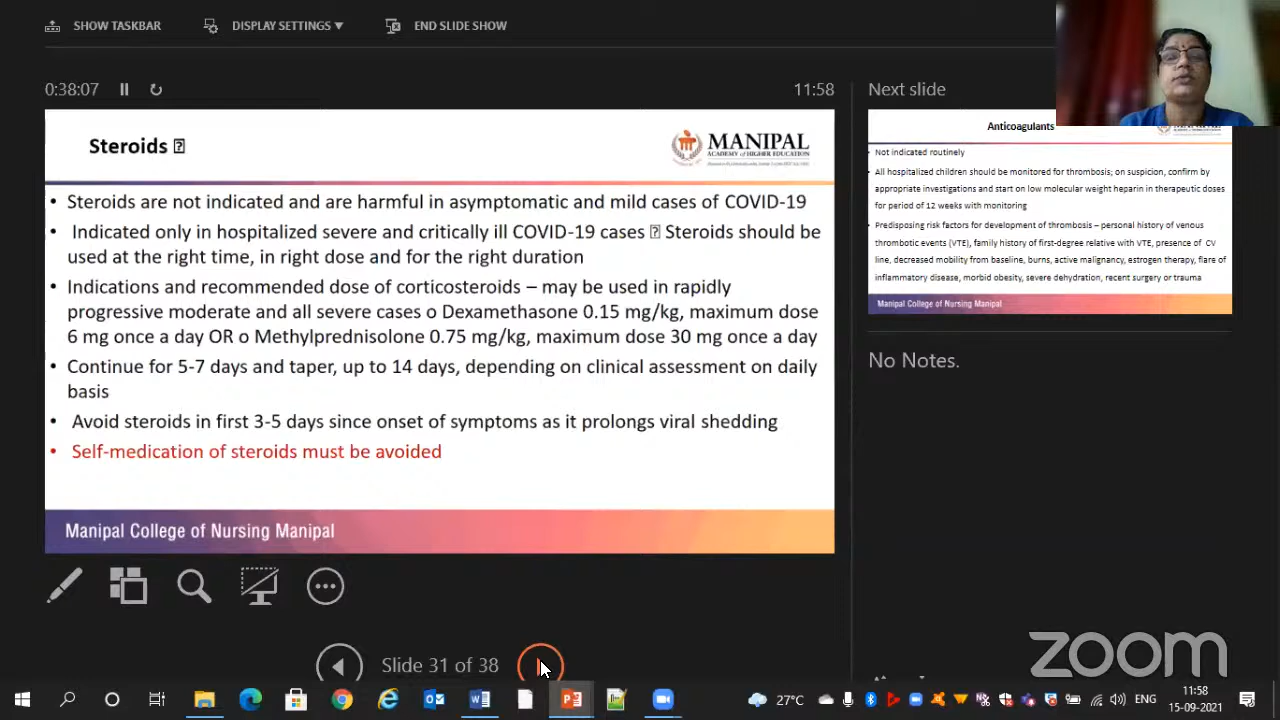 SHOW TASKBAR DISPLAY SETTINGS ▼ END SLIDE SHOW
0:38:07 11:58 Next slide
Steroids
MANIPAL
ACADEMY of HIGHER EDUCATION
• Steroids are not indicated and are harmful in asymptomatic and mild cases of COVID-19
• Indicated only in hospitalized severe and critically ill COVID-19 cases Steroids should be
used at the right time, in right dose and for the right duration
• Indications and recommended dose of corticosteroids – may be used in rapidly
progressive moderate and all severe cases o Dexamethasone 0.15 mg/kg, maximum dose
6 mg once a day OR o Methylprednisolone 0.75 mg/kg, maximum dose 30 mg once a day
• Continue for 5-7 days and taper, up to 14 days, depending on clinical assessment on daily
basis
• Avoid steroids in first 3-5 days since onset of symptoms as it prolongs viral shedding
• Self-medication of steroids must be avoided
Manipal College of Nursing Manipal
Anticoagulants
• Not indicated routinely
• All hospitalized children should be monitored for thrombosis; on suspicion, confirm by
appropriate investigations and start on low molecular weight heparin in therapeutic doses
for period of 12 weeks with monitoring
• Predisposing risk factors for development of thrombosis – personal history of venous
thrombotic events (VTE), family history of first-degree relative with VTE, presence of CV
line, decreased mobility from baseline, burns, active malignancy, estrogen therapy, flare of
inflammatory disease, morbid obesity, severe dehydration, recent surgery or trauma
Manipal College of Nursing Manipal
No Notes.
Slide 31 of 38
zoom
27°C ENG 11:58
15-09-2021